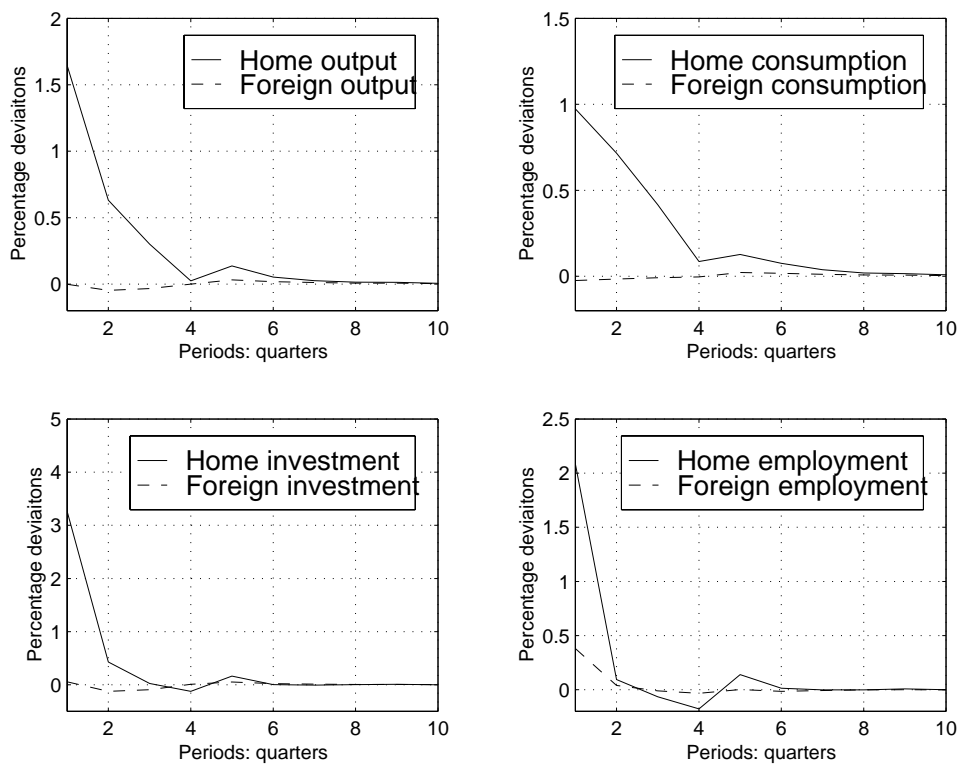 2
1.5
1
0.5
0
Percentage deviaitons
Home output
Foreign output
2 4 6 8 10
Periods: quarters
1.5
1
0.5
0
Percentage deviaitons
Home consumption
Foreign consumption
2 4 6 8 10
Periods: quarters
5
4
3
2
1
0
Percentage deviaitons
Home investment
Foreign investment
2 4 6 8 10
Periods: quarters
2.5
2
1.5
1
0.5
0
Percentage deviaitons
Home employment
Foreign employment
2 4 6 8 10
Periods: quarters